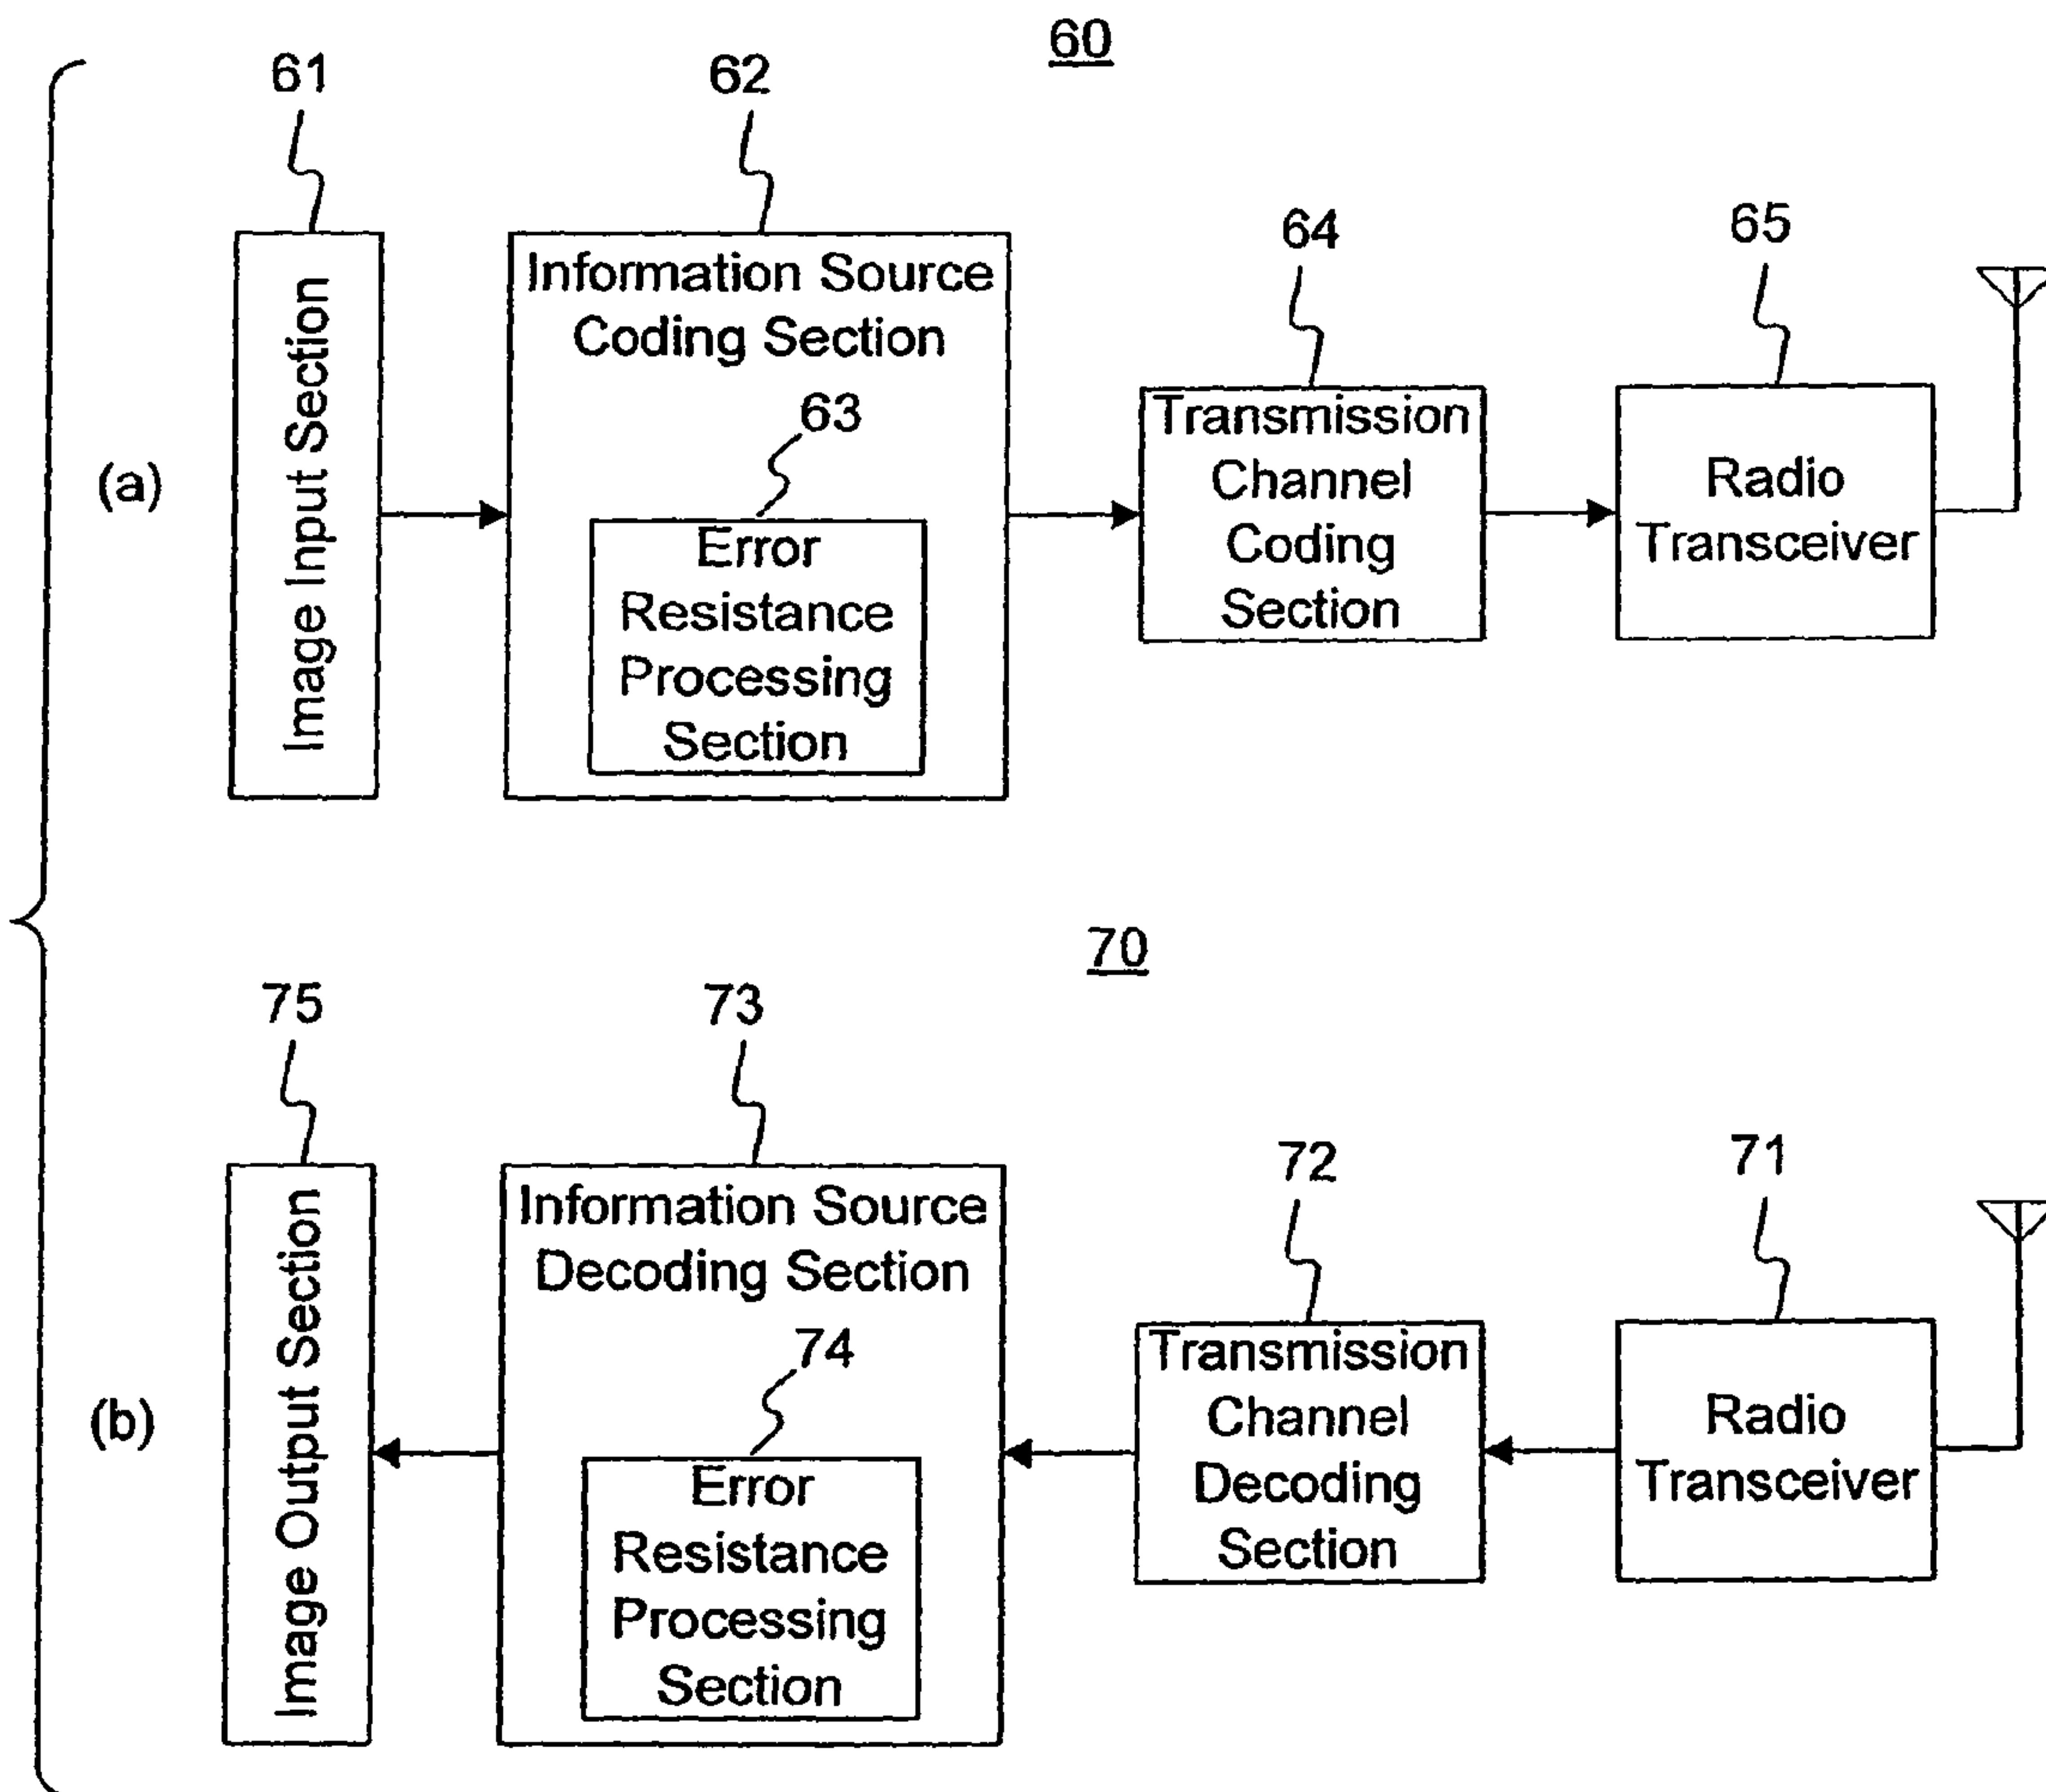 60
61
62
64
65
(a)
Image Input Section
Information Source
Coding Section
63
Error
Resistance
Processing
Section
Transmission
Channel
Coding
Section
Radio
Transceiver
70
75
73
72
71
(b)
Image Output Section
Information Source
Decoding Section
74
Error
Resistance
Processing
Section
Transmission
Channel
Decoding
Section
Radio
Transceiver